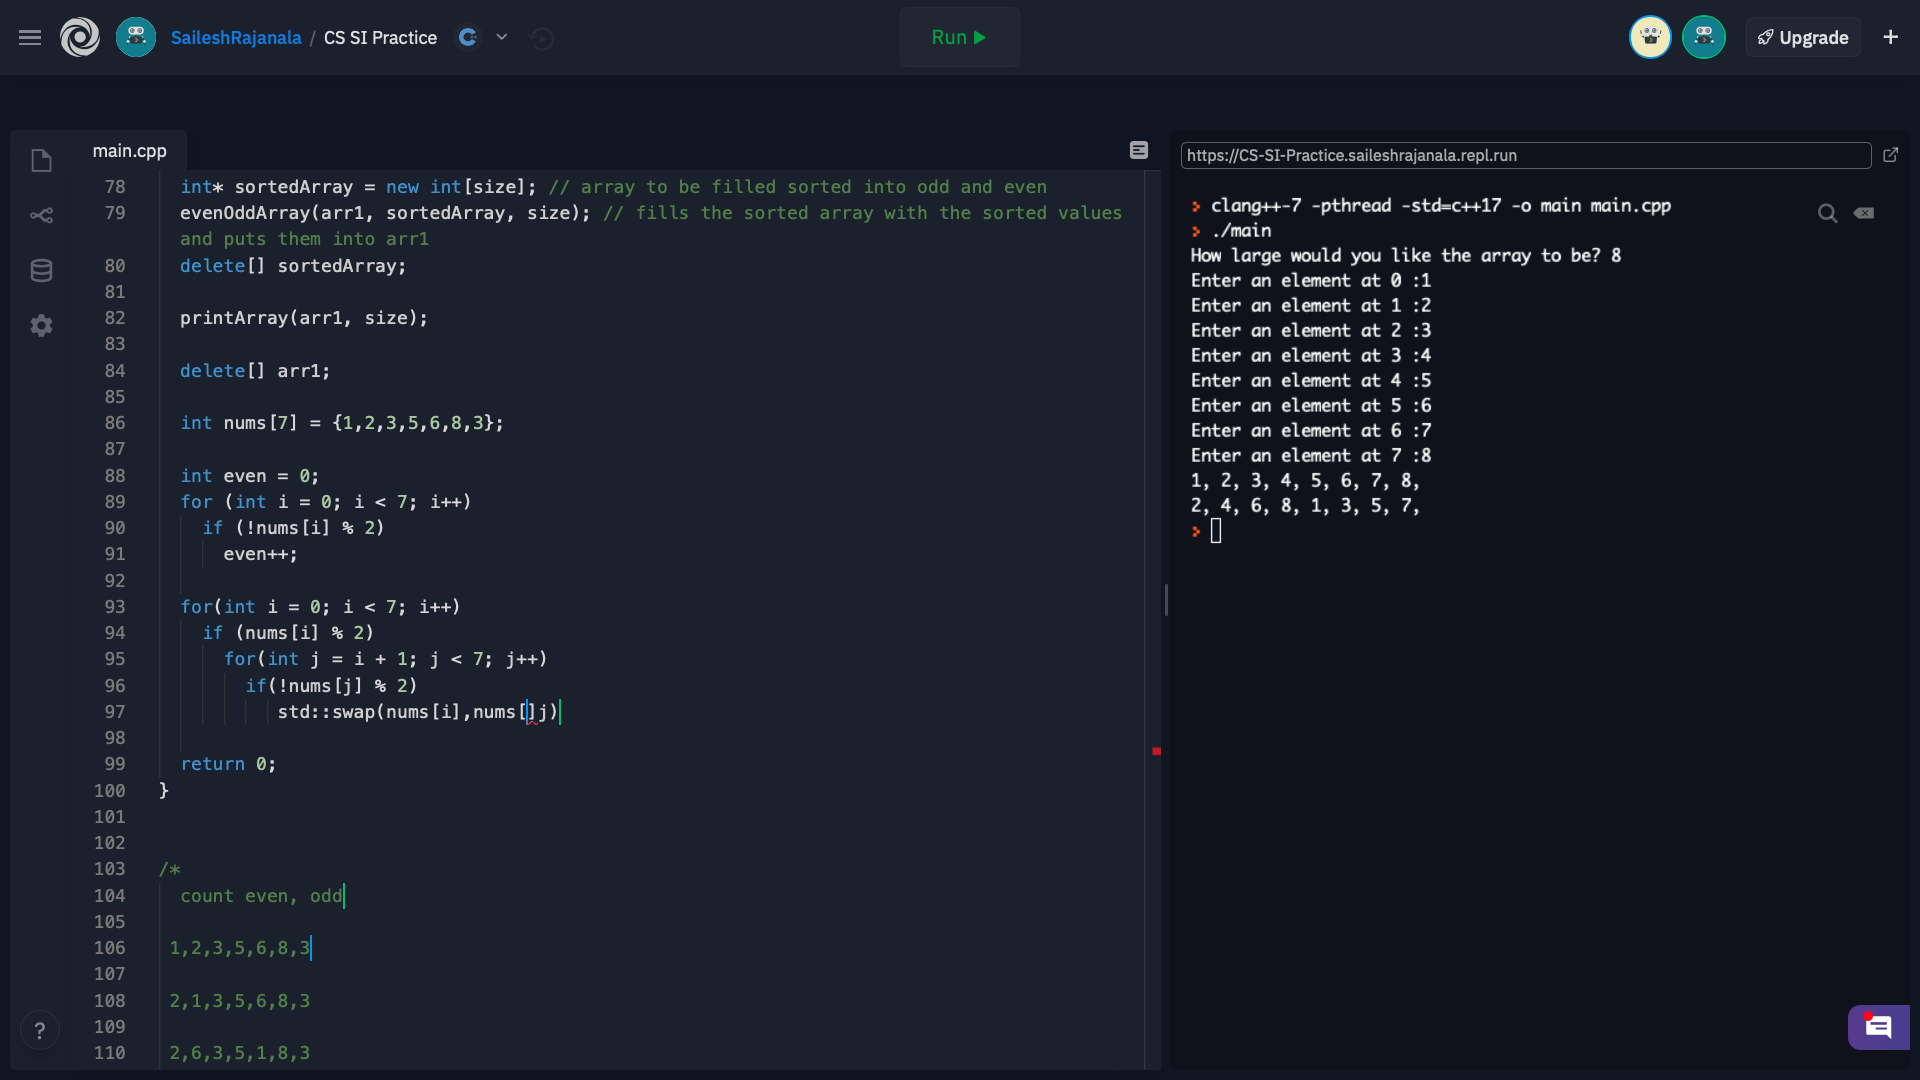 SaileshRajanala / CS SI Practice
Run
Upgrade
main.cpp
78 int* sortedArray = new int[size]; // array to be filled sorted into odd and even
79 evenOddArray(arr1, sortedArray, size); // fills the sorted array with the sorted values
and puts them into arr1
80 delete[] sortedArray;
81
82 printArray(arr1, size);
83
84 delete[] arr1;
85
86 int nums[7] = {1,2,3,5,6,8,3};
87
88 int even = 0;
89 for (int i = 0; i < 7; i++)
90 if (!nums[i] % 2)
91 even++;
92
93 for(int i = 0; i < 7; i++)
94 if (nums[i] % 2)
95 for(int j = i + 1; j < 7; j++)
96 if(!nums[j] % 2)
97 std::swap(nums[i],nums[]j)
98
99 return 0;
100 }
101
102
103 /*
104 count even, odd
105
106 1,2,3,5,6,8,3
107
108 2,1,3,5,6,8,3
109
110 2,6,3,5,1,8,3
?
https://CS-SI-Practice.saileshrajanala.repl.run
> clang++-7 -pthread -std=c++17 -o main main.cpp
> ./main
How large would you like the array to be? 8
Enter an element at 0 :1
Enter an element at 1 :2
Enter an element at 2 :3
Enter an element at 3 :4
Enter an element at 4 :5
Enter an element at 5 :6
Enter an element at 6 :7
Enter an element at 7 :8
1, 2, 3, 4, 5, 6, 7, 8,
2, 4, 6, 8, 1, 3, 5, 7,
>